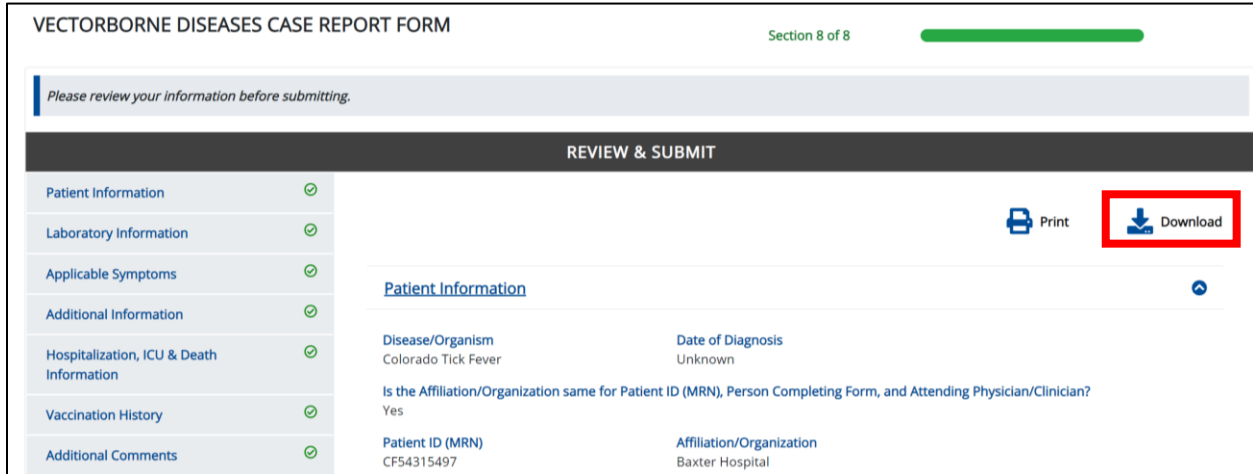 VECTORBORNE DISEASES CASE REPORT FORM
Section 8 of 8
Please review your information before submitting.
REVIEW & SUBMIT
Patient Information
Laboratory Information
Applicable Symptoms
Additional Information
Hospitalization, ICU & Death
Information
Vaccination History
Additional Comments
Print
Download
Patient Information
Disease/Organism
Colorado Tick Fever
Date of Diagnosis
Unknown
Is the Affiliation/Organization same for Patient ID (MRN), Person Completing Form, and Attending Physician/Clinician?
Yes
Patient ID (MRN)
CF54315497
Affiliation/Organization
Baxter Hospital